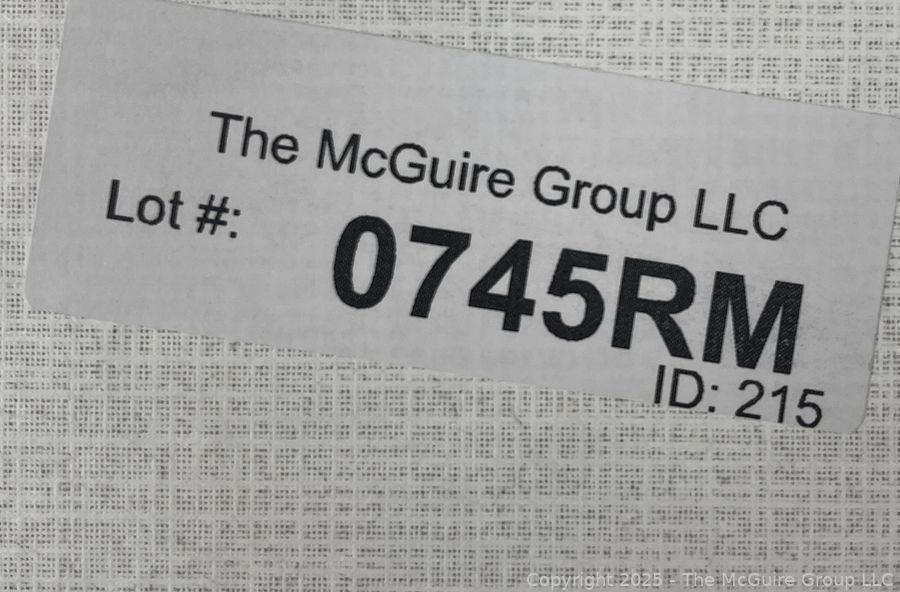 The McGuire Group LLC
Lot #: 0745RM
ID: 215
Copyright 2025 - The McGuire Group LLC